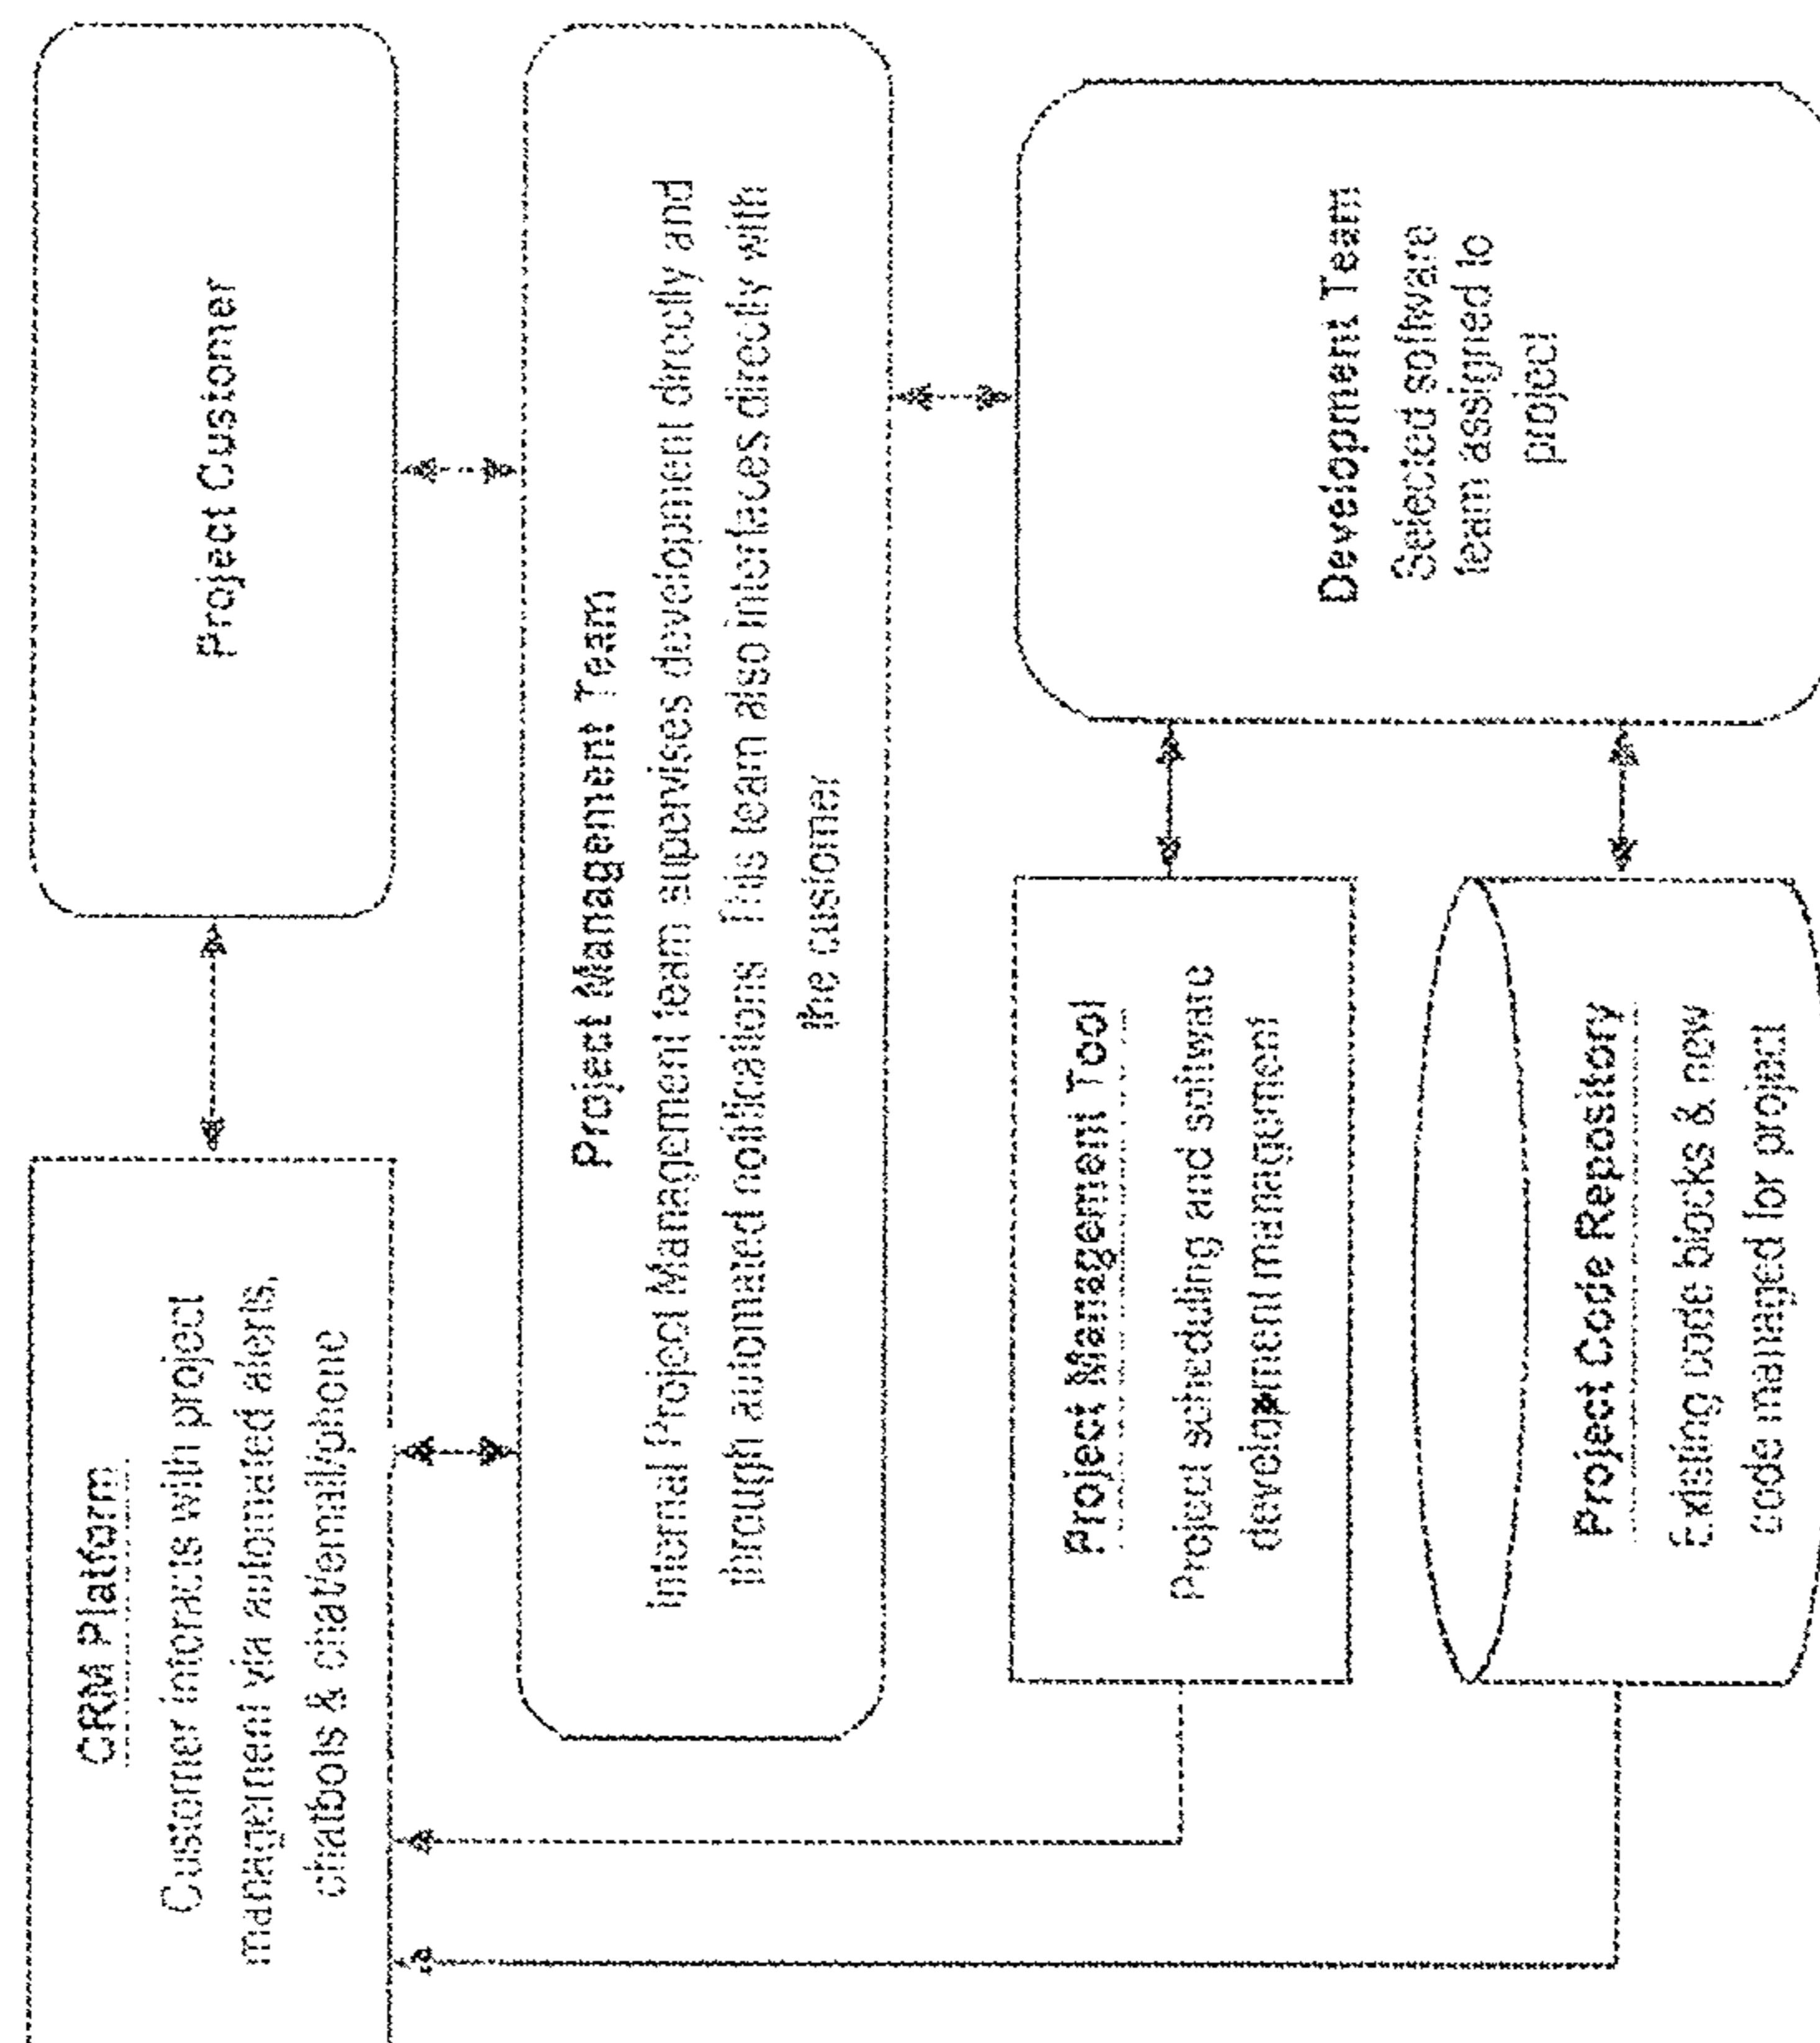 CRM Platform
Customer interacts with project
management via automated alerts,
chatbots & chat/email/phone
Project Customer
Project Management Team
Internal Project Management team supervises development directly and
through automated notifications This team also interfaces directly with
the customer
Project Management Tool
Project scheduling and software
development management
Development Team
Selected software
team assigned to
project
Project Code Repository
Existing code blocks & new
code managed for project